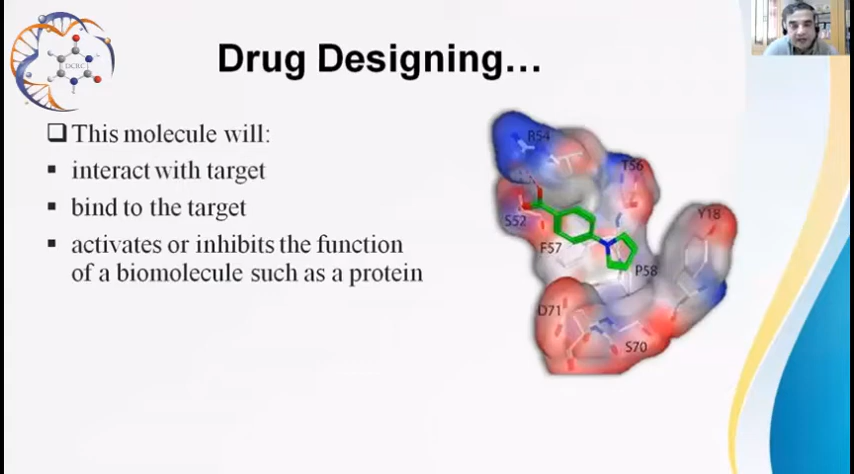 DCRC
Drug Designing…
❑ This molecule will:
▪ interact with target
▪ bind to the target
▪ activates or inhibits the function
of a biomolecule such as a protein
R54
T56
S52
Y18
F57
P58
D71
S70